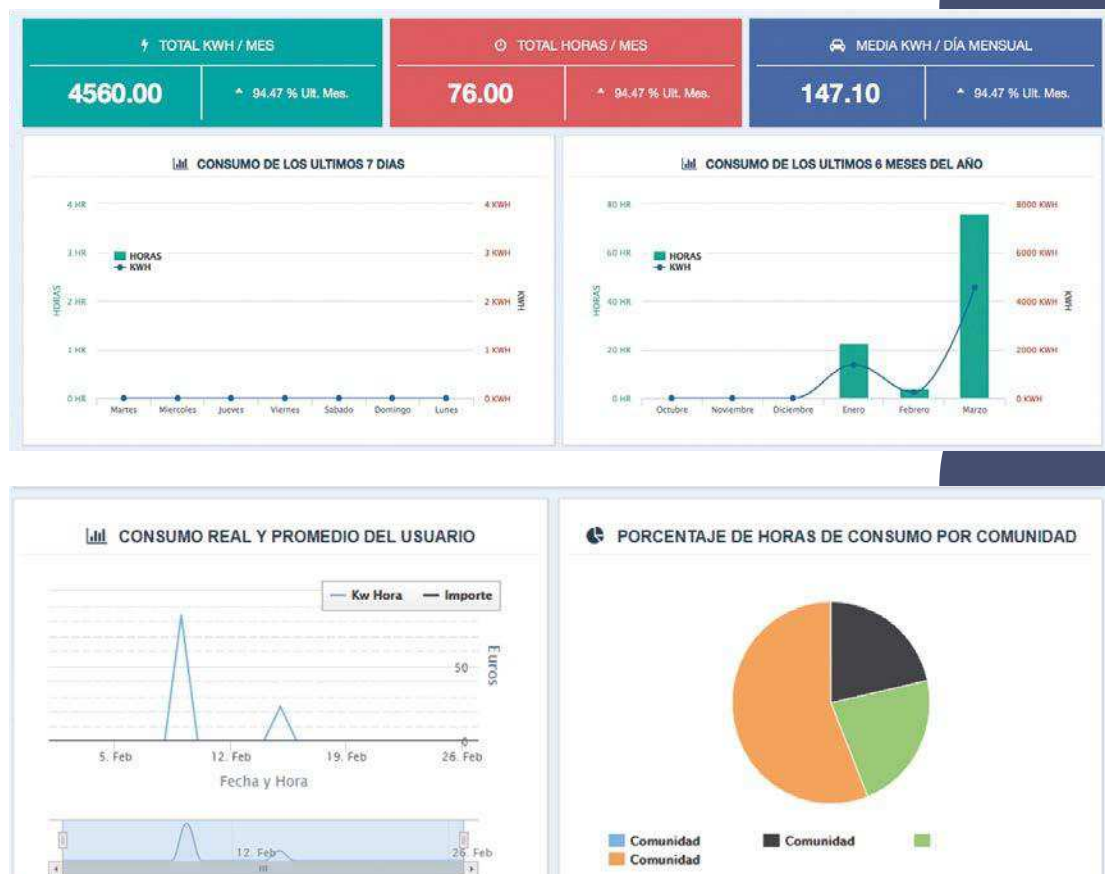 TOTAL KWH / MES
4560.00
94.47 % Ult. Mes.
TOTAL HORAS / MES
76.00
94.47 % Ult. Mes.
MEDIA KWH / DÍA MENSUAL
147.10
94.47 % Ult. Mes.
CONSUMO DE LOS ULTIMOS 7 DIAS
4 HR
3 HR
2 HR
1 HR
0 HR
HORAS
HORAS
KWH
4 KWH
3 KWH
2 KWH
1 KWH
0 KWH
KWH
Martes Miercoles Jueves Viernes Sabado Domingo Lunes
CONSUMO DE LOS ULTIMOS 6 MESES DEL AÑO
80 HR
60 HR
40 HR
20 HR
0 HR
HORAS
HORAS
KWH
8000 KWH
6000 KWH
4000 KWH
2000 KWH
0 KWH
KWH
Octubre Noviembre Diciembre Enero Febrero Marzo
CONSUMO REAL Y PROMEDIO DEL USUARIO
Kw Hora Importe
50
0
Euros
5. Feb 12. Feb 19. Feb 26. Feb
Fecha y Hora
12. Feb 26. Feb
PORCENTAJE DE HORAS DE CONSUMO POR COMUNIDAD
Comunidad Comunidad
Comunidad